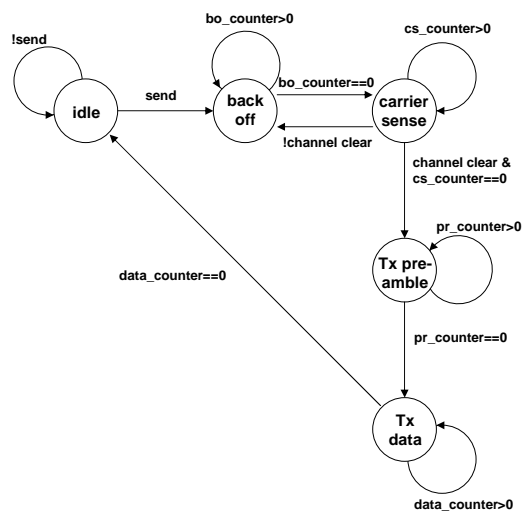 bo_counter>0
cs_counter>0
!send
send
bo_counter==0
idle
back
off
carrier
sense
!channel clear
channel clear &
cs_counter==0
pr_counter>0
Tx pre-
amble
data_counter==0
pr_counter==0
Tx
data
data_counter>0